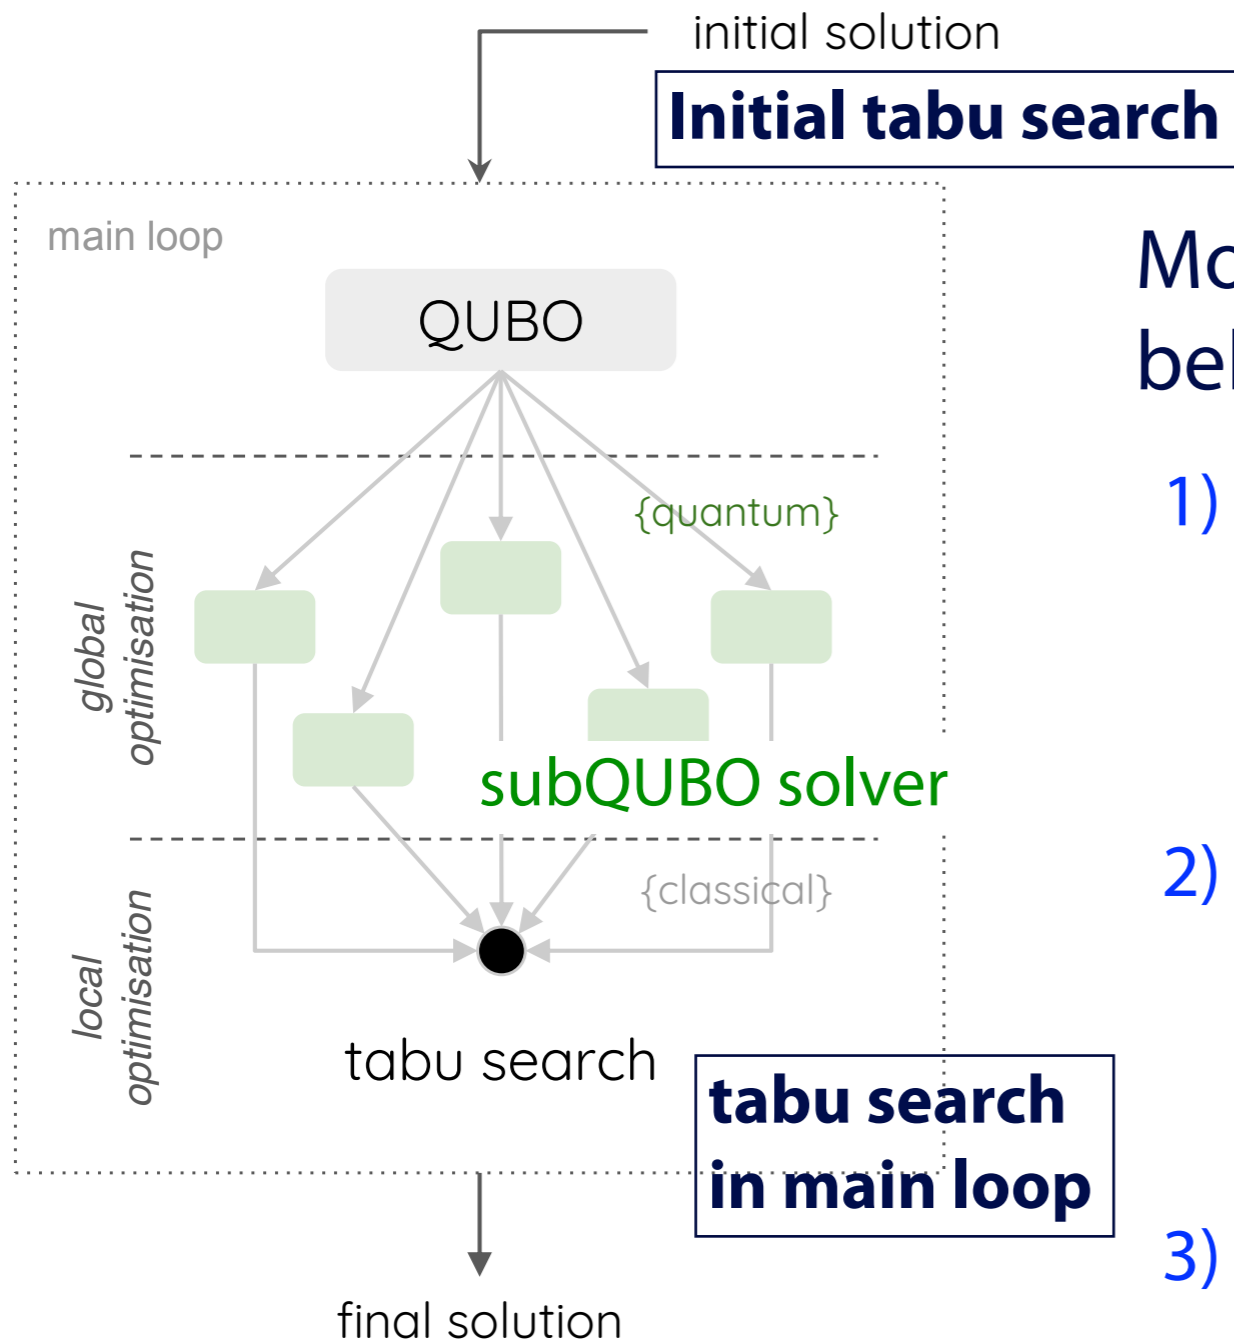 initial solution
Initial tabu search
main loop
QUBO
{quantum}
global
optimisation
subQUBO solver
{classical}
local
optimisation
tabu search
tabu search
in main loop
final solution
1)
2)
3)